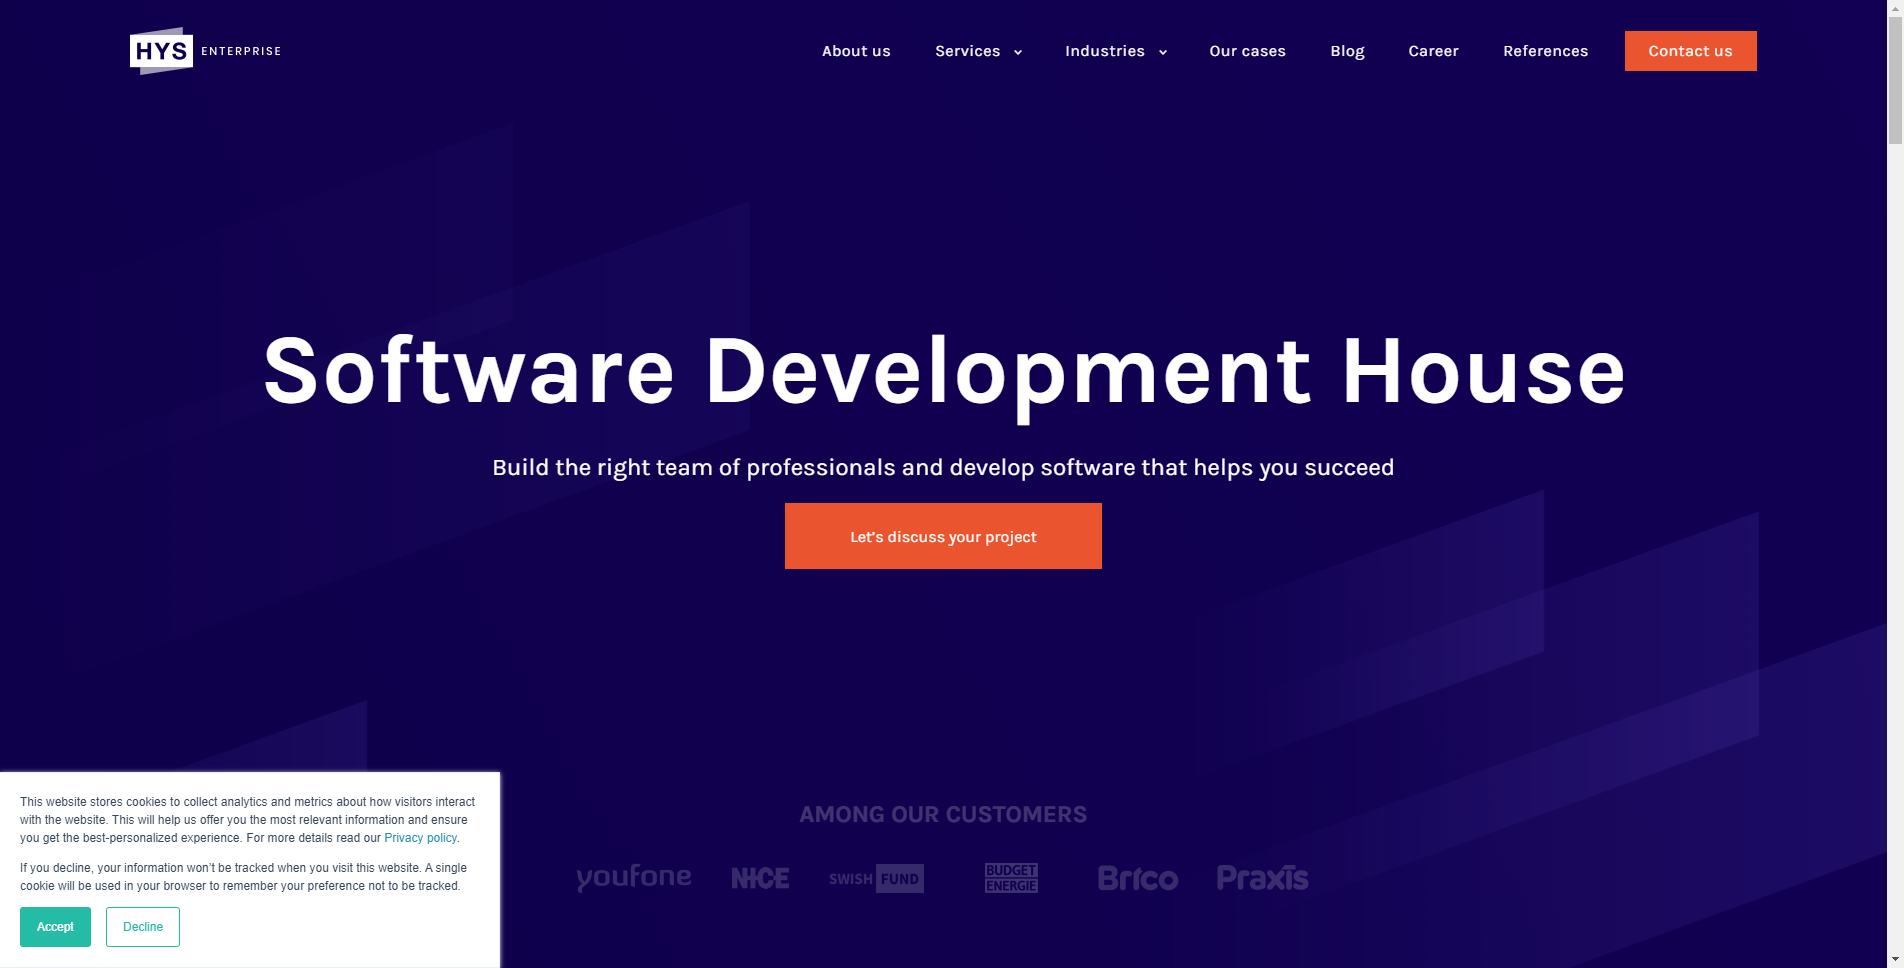 HYS ENTERPRISE
About us
Services
Industries
Our cases
Blog
Career
References
Contact us
Software Development House
Build the right team of professionals and develop software that helps you succeed
Let's discuss your project
AMONG OUR CUSTOMERS
youfone
NICE
SWISH FUND
BUDGET
ENERGIE
Brico
Praxis
This website stores cookies to collect analytics and metrics about how visitors interact
with the website. This will help us offer you the most relevant information and ensure
you get the best-personalized experience. For more details read our Privacy policy.
If you decline, your information won't be tracked when you visit this website. A single
cookie will be used in your browser to remember your preference not to be tracked.
Accept
Decline